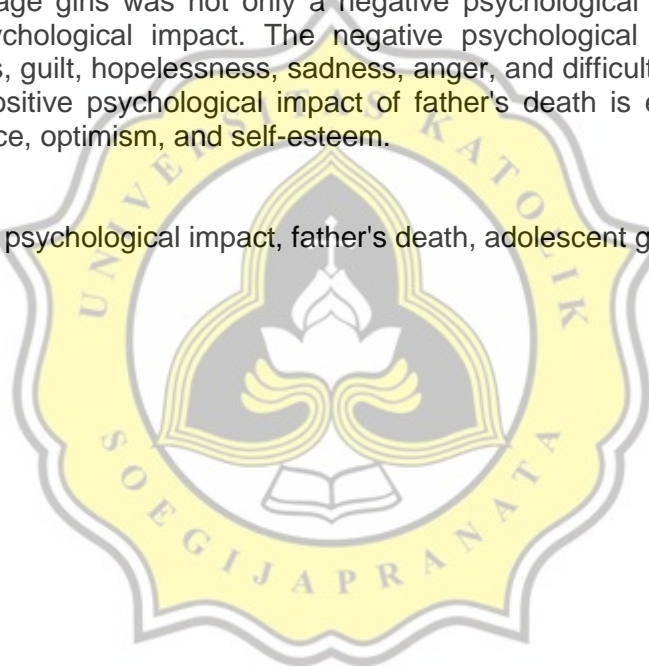 age girls was not only a negative psychological
ychological impact. The negative psychological
s, guilt, hopelessness, sadness, anger, and difficult
ositive psychological impact of father's death is e
ce, optimism, and self-esteem.
psychological impact, father's death, adolescent g
UNIVERSITAS KATOLIK
SOEGIJAPRANATA